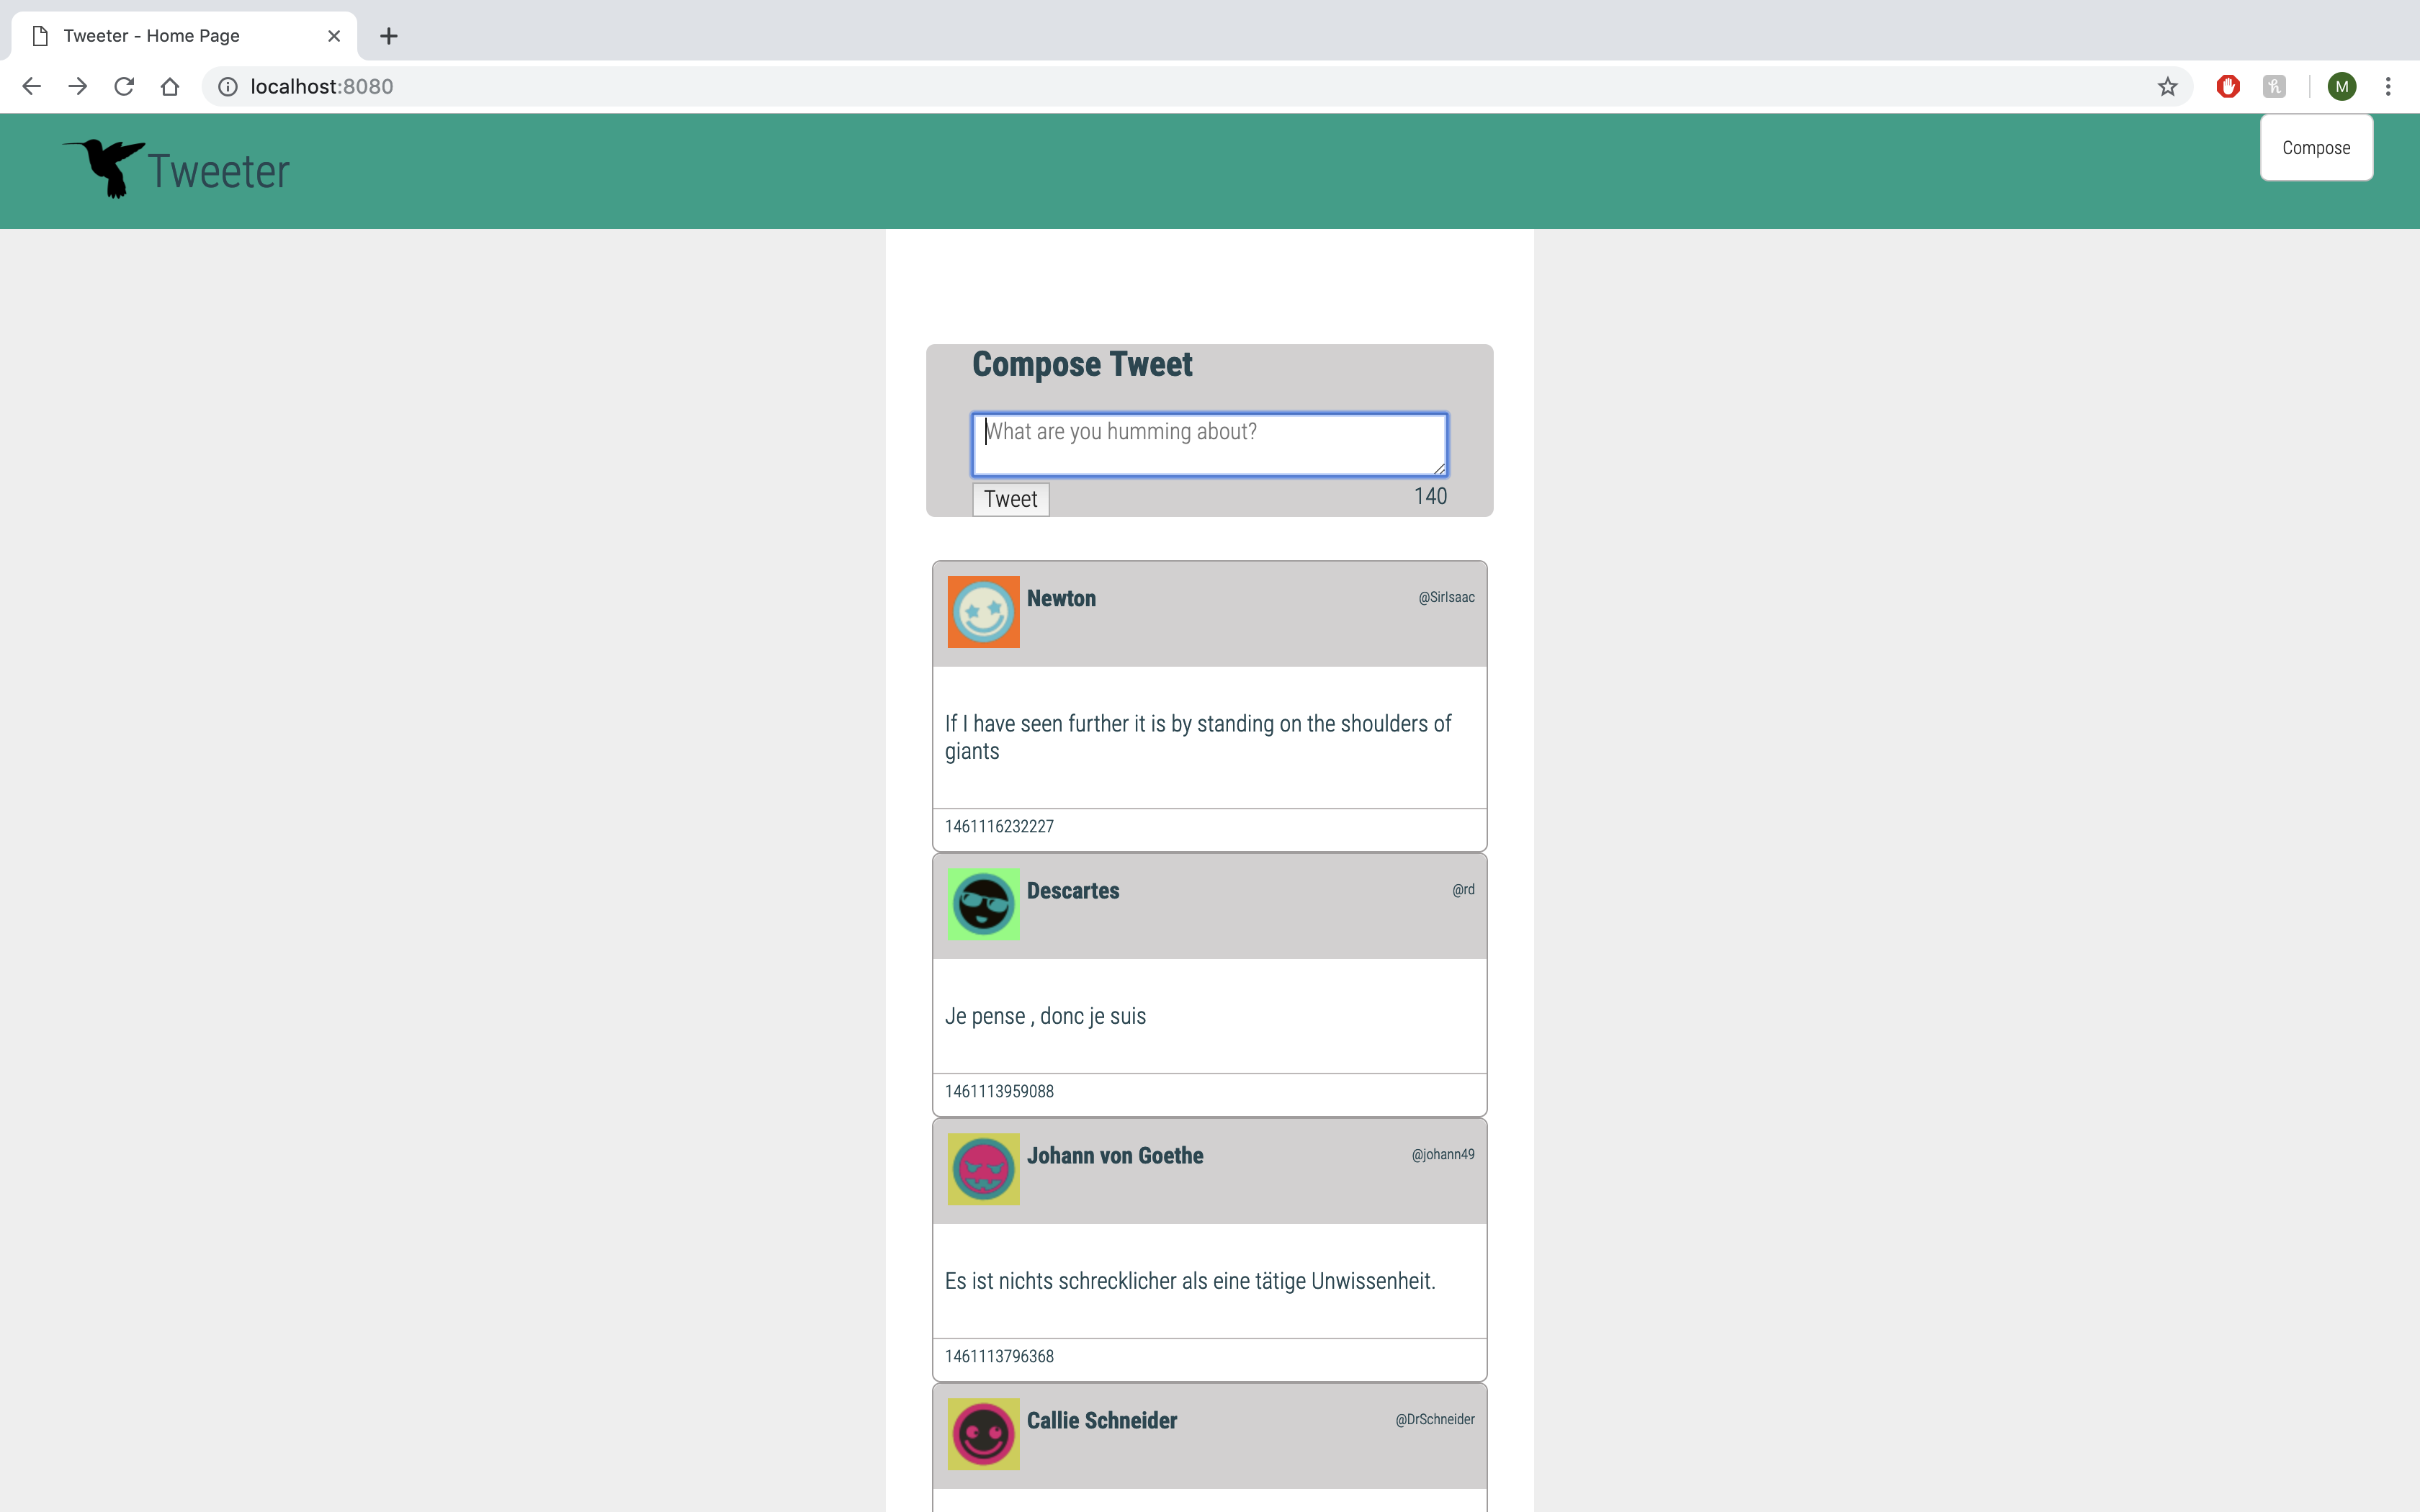 Tweeter - Home Page
localhost:8080
M
Tweeter
Compose
Compose Tweet
What are you humming about?
Tweet 140
Newton @SirIsaac
If I have seen further it is by standing on the shoulders of
giants
1461116232227
Descartes @rd
Je pense , donc je suis
1461113959088
Johann von Goethe @johann49
Es ist nichts schrecklicher als eine tätige Unwissenheit.
1461113796368
Callie Schneider @DrSchneider